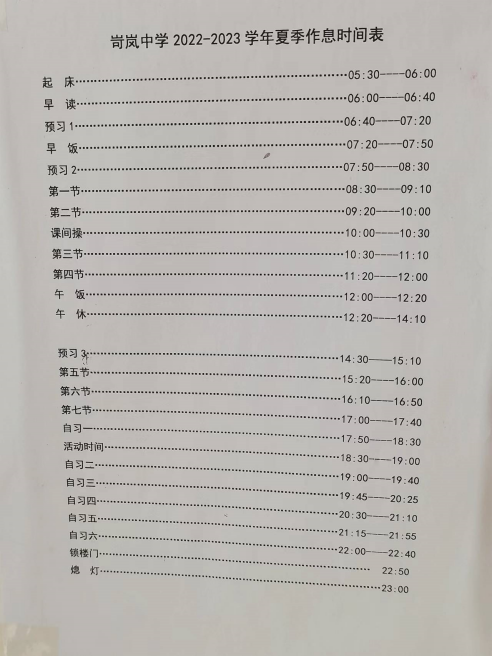 岢岚中学 2022-2023 学年夏季作息时间表
起 床 05:30----06:00
早 读 06:00----06:40
预习1 06:40----07:20
早 饭 07:20----07:50
预习2 07:50----08:30
第一节 08:30----09:10
第二节 09:20----10:00
课间操 10:00----10:30
第三节 10:30----11:10
第四节 11:20----12:00
午 饭 12:00----12:20
午 休 12:20----14:10
预习3 14:30----15:10
第五节 15:20----16:00
第六节 16:10----16:50
第七节 17:00----17:40
自习一 17:50----18:30
活动时间 18:30----19:00
自习二 19:00----19:40
自习三 19:45----20:25
自习四 20:30----21:10
自习五 21:15----21:55
自习六 22:00----22:40
锁楼门 22:50
熄 灯 23:00